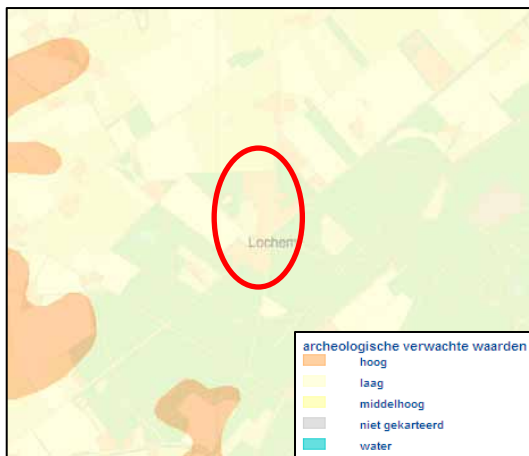 Lochem
archeologische verwachte waarden
hoog
laag
middelhoog
niet gekarteerd
water